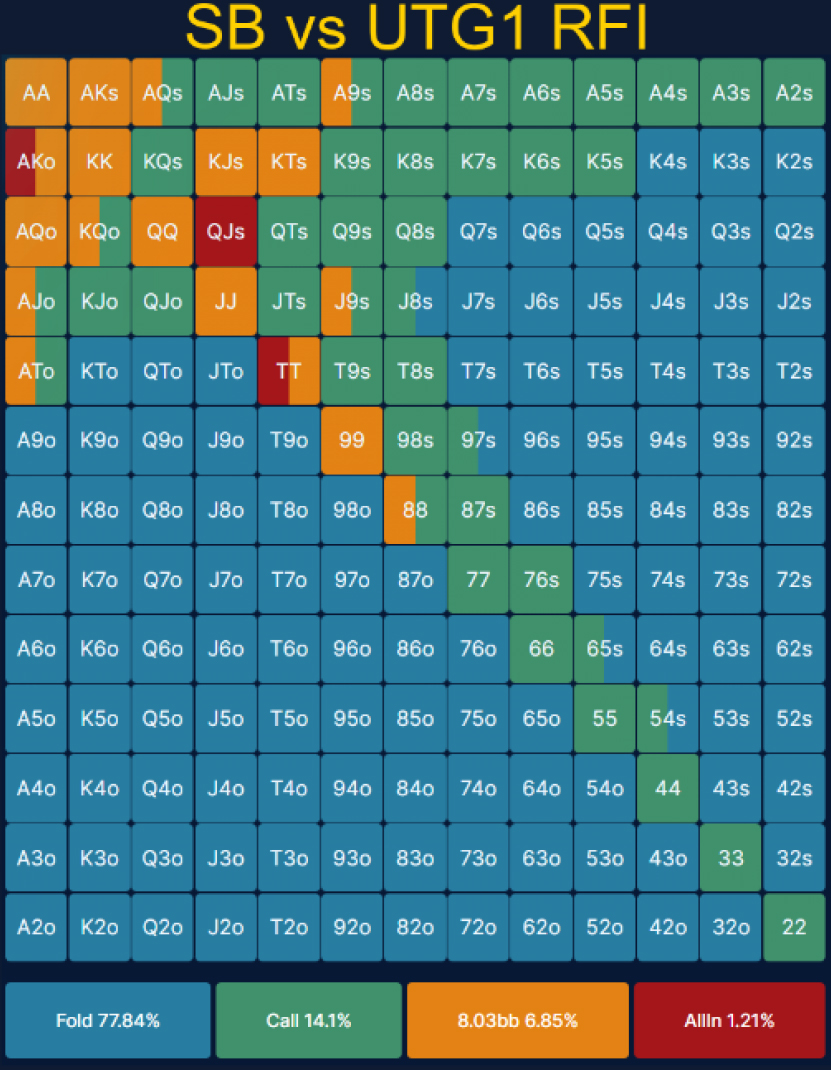 SB vs UTG1 RFI
AA AKs AQs AJs ATs A9s A8s A7s A6s A5s A4s A3s A2s
AKo KK KQs KJs KTs K9s K8s K7s K6s K5s K4s K3s K2s
AQo KQo QQ QJs QTs Q9s Q8s Q7s Q6s Q5s Q4s Q3s Q2s
AJo KJo QJo JJ JTs J9s J8s J7s J6s J5s J4s J3s J2s
ATo KTo QTo JTo TT T9s T8s T7s T6s T5s T4s T3s T2s
A9o K9o Q9o J9o T9o 99 98s 97s 96s 95s 94s 93s 92s
A8o K8o Q8o J8o T8o 98o 88 87s 86s 85s 84s 83s 82s
A7o K7o Q7o J7o T7o 97o 87o 77 76s 75s 74s 73s 72s
A6o K6o Q6o J6o T6o 96o 86o 76o 66 65s 64s 63s 62s
A5o K5o Q5o J5o T5o 95o 85o 75o 65o 55 54s 53s 52s
A4o K4o Q4o J4o T4o 94o 84o 74o 64o 54o 44 43s 42s
A3o K3o Q3o J3o T3o 93o 83o 73o 63o 53o 43o 33 32s
A2o K2o Q2o J2o T2o 92o 82o 72o 62o 52o 42o 32o 22
Fold 77.84% Call 14.1% 8.03bb 6.85% AllIn 1.21%